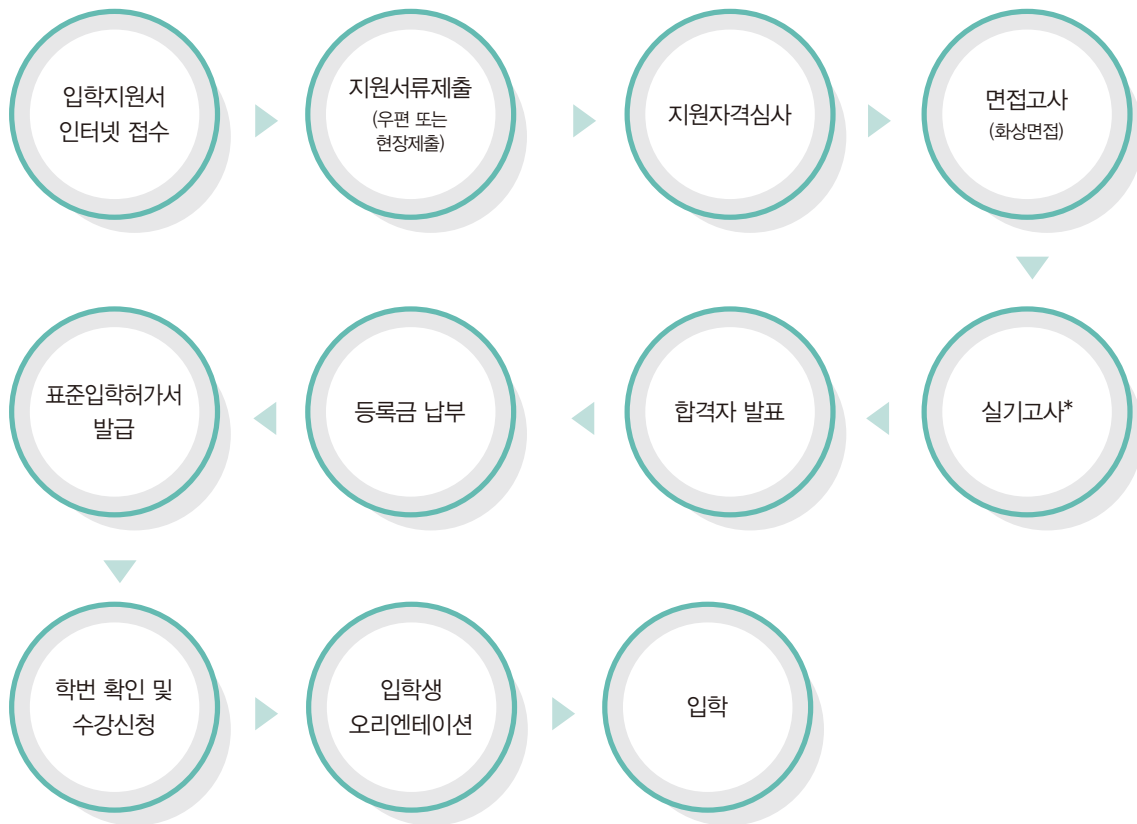 입학지원서
인터넷 접수
지원서류제출
(우편 또는
현장제출)
지원자격심사
면접고사
(화상면접)
실기고사*
합격자 발표
등록금 납부
표준입학허가서
발급
학번 확인 및
수강신청
입학생
오리엔테이션
입학